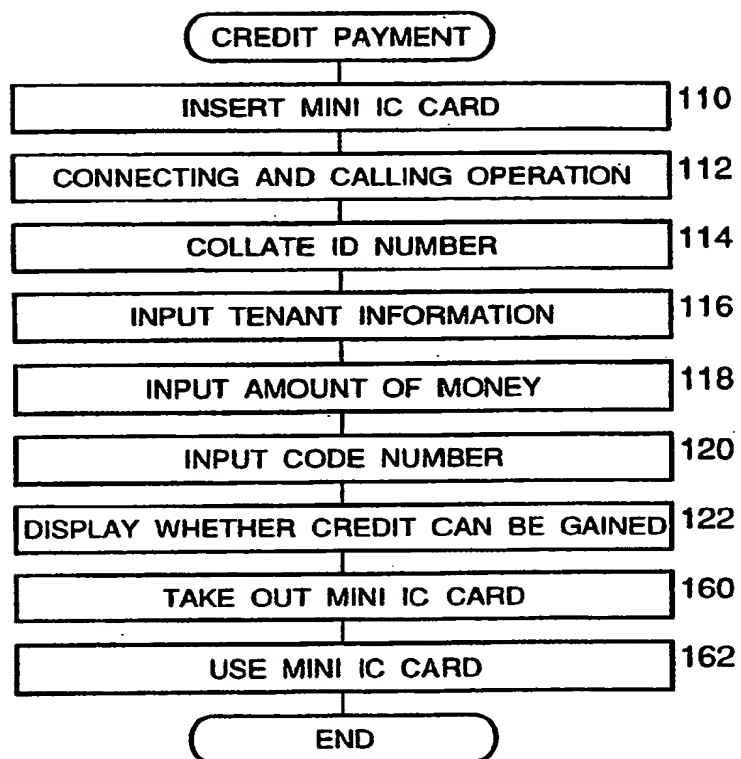 CREDIT PAYMENT
INSERT MINI IC CARD 110
CONNECTING AND CALLING OPERATION 112
COLLATE ID NUMBER 114
INPUT TENANT INFORMATION 116
INPUT AMOUNT OF MONEY 118
INPUT CODE NUMBER 120
DISPLAY WHETHER CREDIT CAN BE GAINED 122
TAKE OUT MINI IC CARD 160
USE MINI IC CARD 162
END